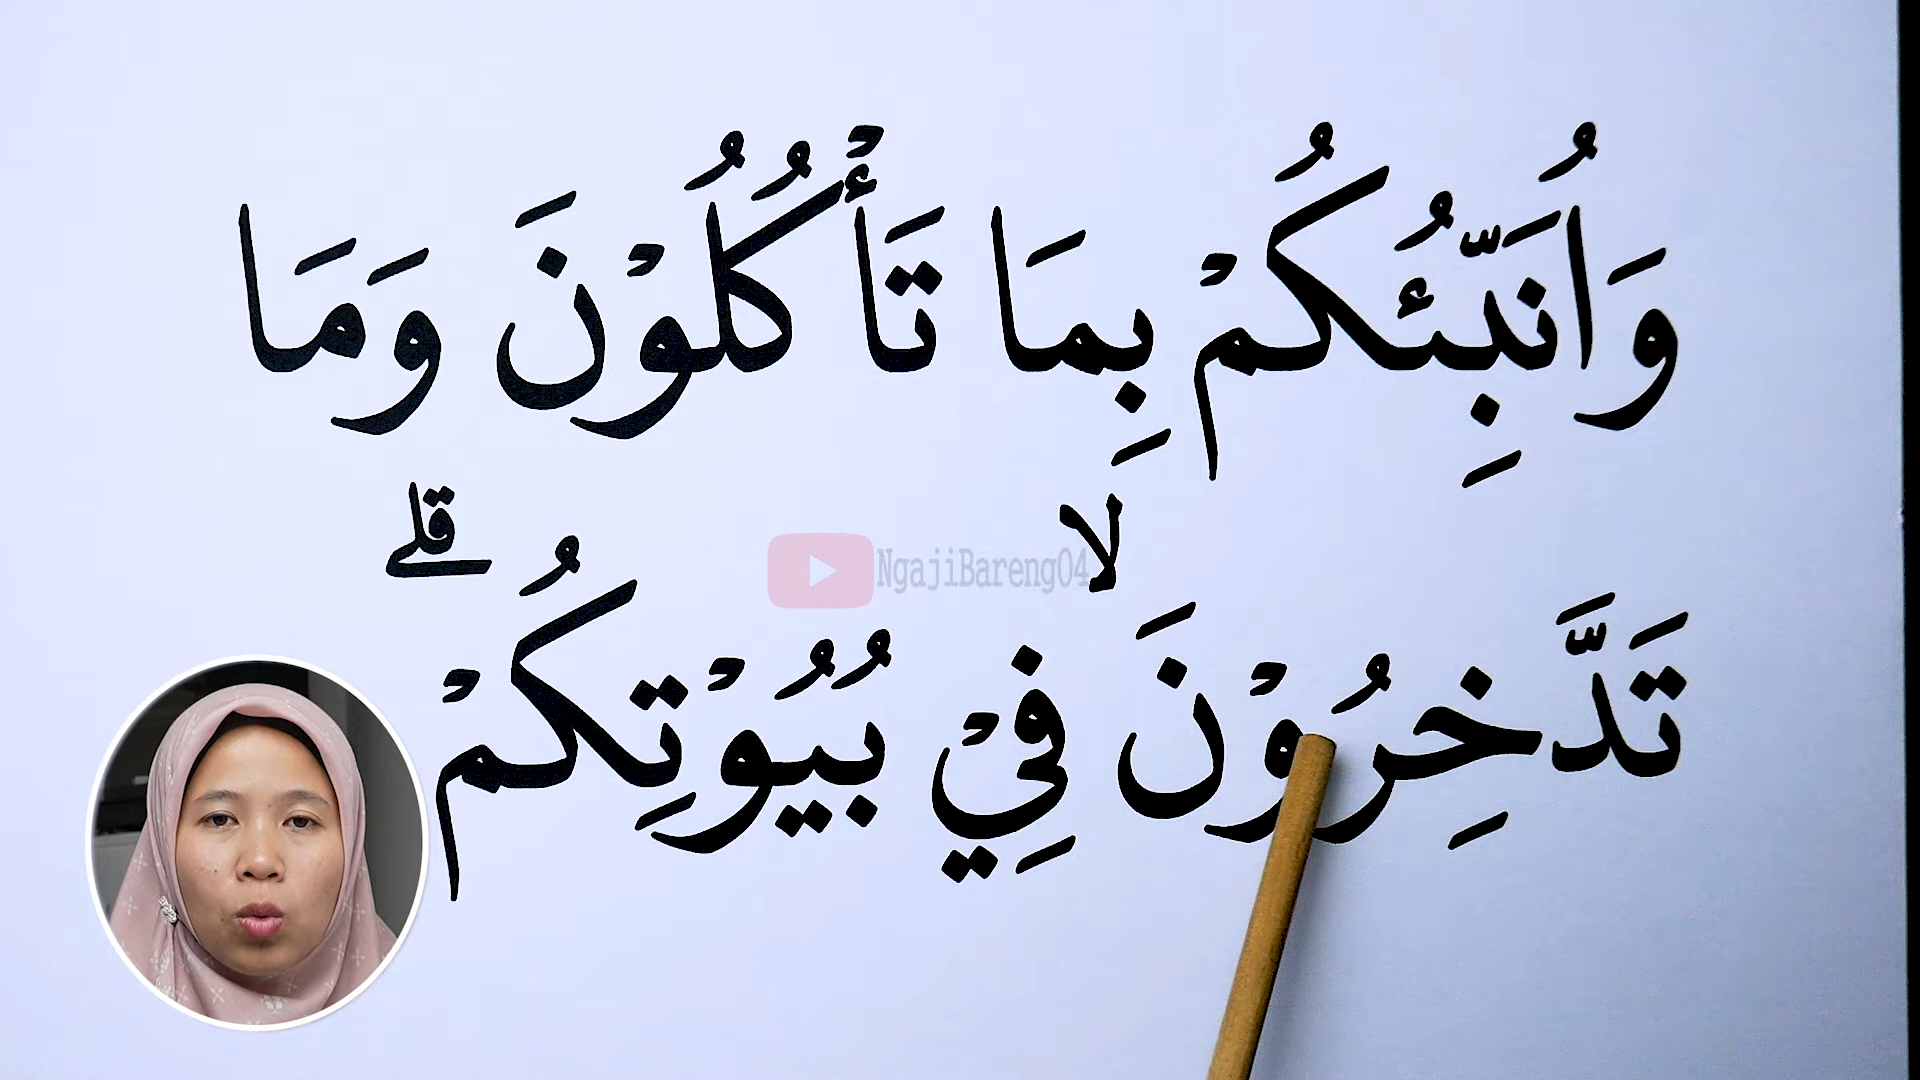 وَاُنَبِّئُكُمْ بِمَا تَأْكُلُوْنَ وَمَا
تَدَّخِرُوْنَ ۙ فِيْ بُيُوْتِكُمْ ۗ
NgajiBareng04